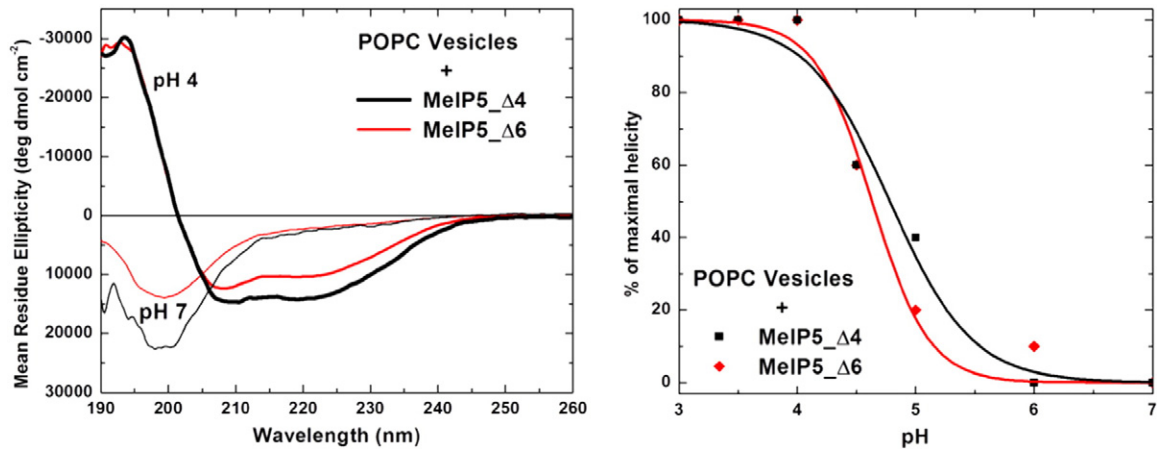 -30000
-20000
-10000
0
10000
20000
30000
190 200 210 220 230 240 250 260
Mean Residue Ellipticity (deg dmol cm-2)
Wavelength (nm)
pH 4
pH 7
POPC Vesicles
+
MelP5_Δ4
MelP5_Δ6
100
80
60
40
20
0
3 4 5 6 7
% of maximal helicity
pH
POPC Vesicles
+
MelP5_Δ4
MelP5_Δ6